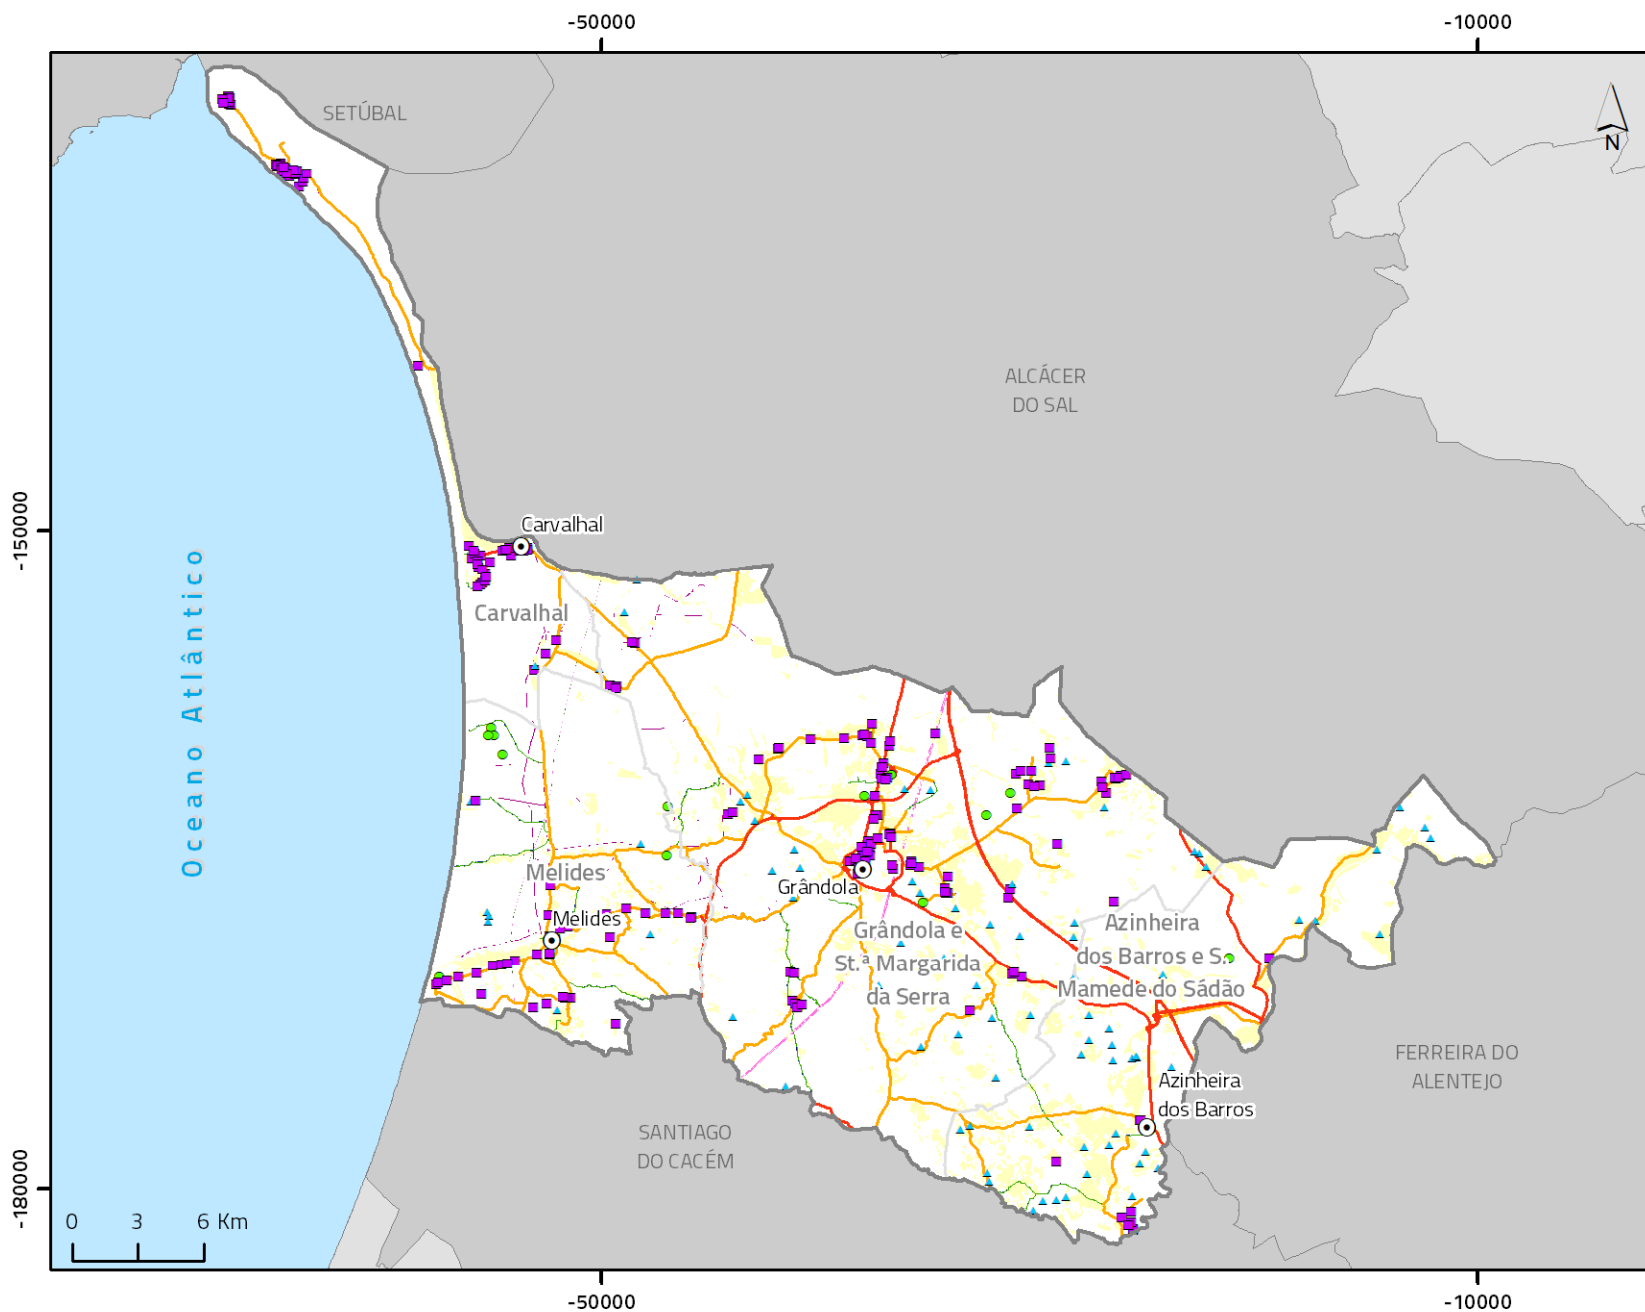 -50000
-10000
SETÚBAL
N
ALCÁCER
DO SAL
-150000
Carvalhal
Oceano Atlântico
Carvalhal
Melides
Grândola
Melides
Grândola e
St.ª Margarida
da Serra
Azinheira
dos Barros e S.
Mamede do Sádão
FERREIRA DO
ALENTEJO
Azinheira
dos Barros
SANTIAGO
DO CACÉM
-180000
0 3 6 Km
-50000
-10000